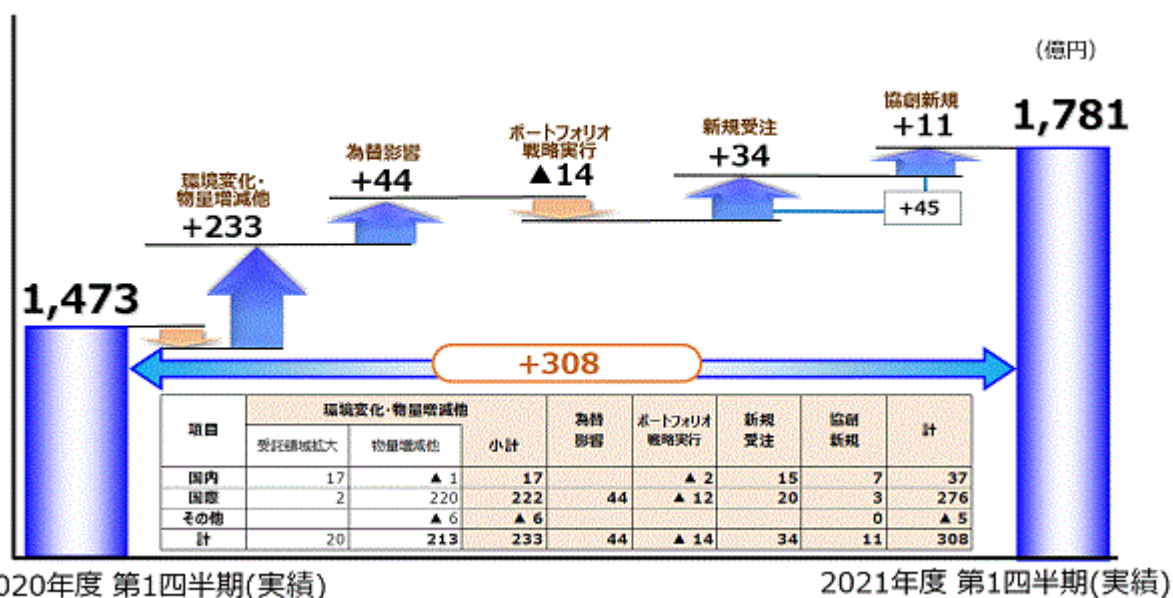 (億円)
協創新規
+11
1,781
新規受注
+34
ポートフォリオ
戦略実行
▲14
為替影響
+44
環境変化・
物量増減他
+233
+45
1,473
+308
項目 環境変化・物量増減他 為替影響 ポートフォリオ戦略実行 新規受注 協創新規 計
受託領域拡大 物量増減他 小計
国内 17 ▲ 1 17 ▲ 2 15 7 37
国際 2 220 222 44 ▲ 12 20 3 276
その他 ▲ 6 ▲ 6 0 ▲ 5
計 20 213 233 44 ▲ 14 34 11 308
020年度 第1四半期(実績)
2021年度 第1四半期(実績)